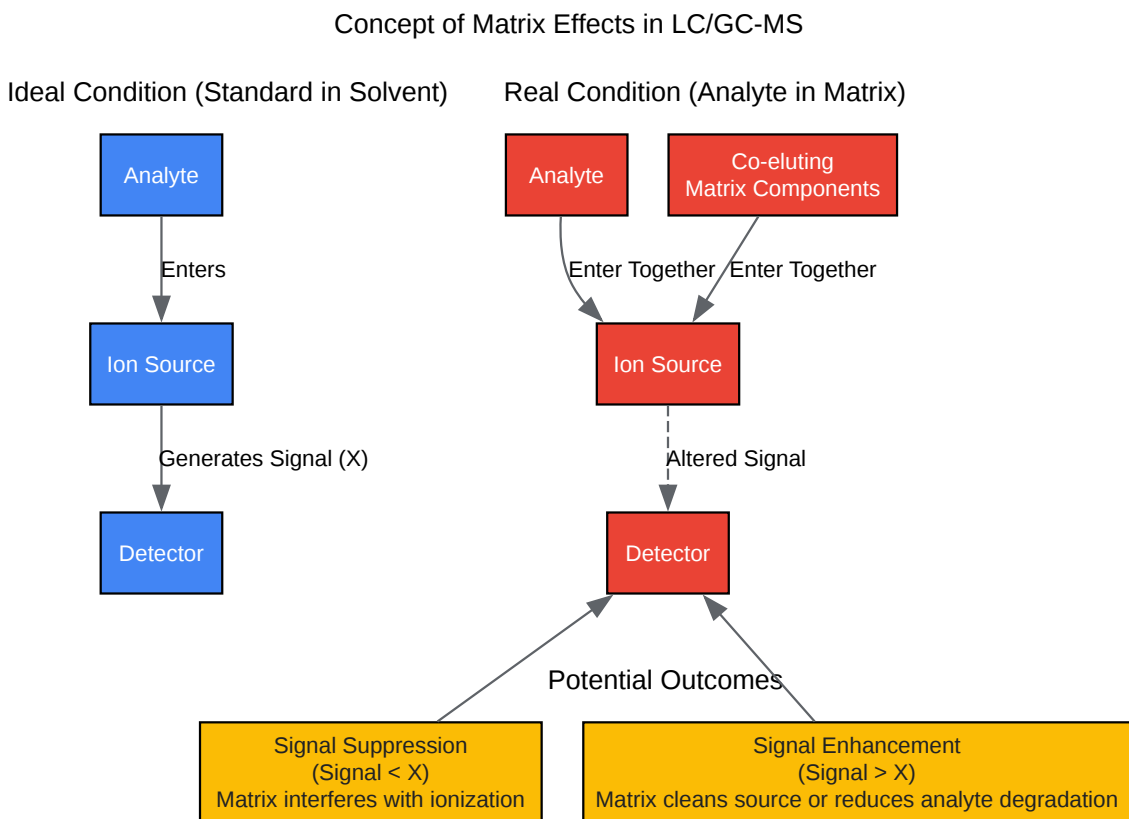 Concept of Matrix Effects in LC/GC-MS
Ideal Condition (Standard in Solvent)
Analyte
Enters
Ion Source
Generates Signal (X)
Detector
Real Condition (Analyte in Matrix)
Analyte
Co-eluting
Matrix Components
Enter Together
Enter Together
Ion Source
Altered Signal
Detector
Potential Outcomes
Signal Suppression
(Signal < X)
Matrix interferes with ionization
Signal Enhancement
(Signal > X)
Matrix cleans source or reduces analyte degradation